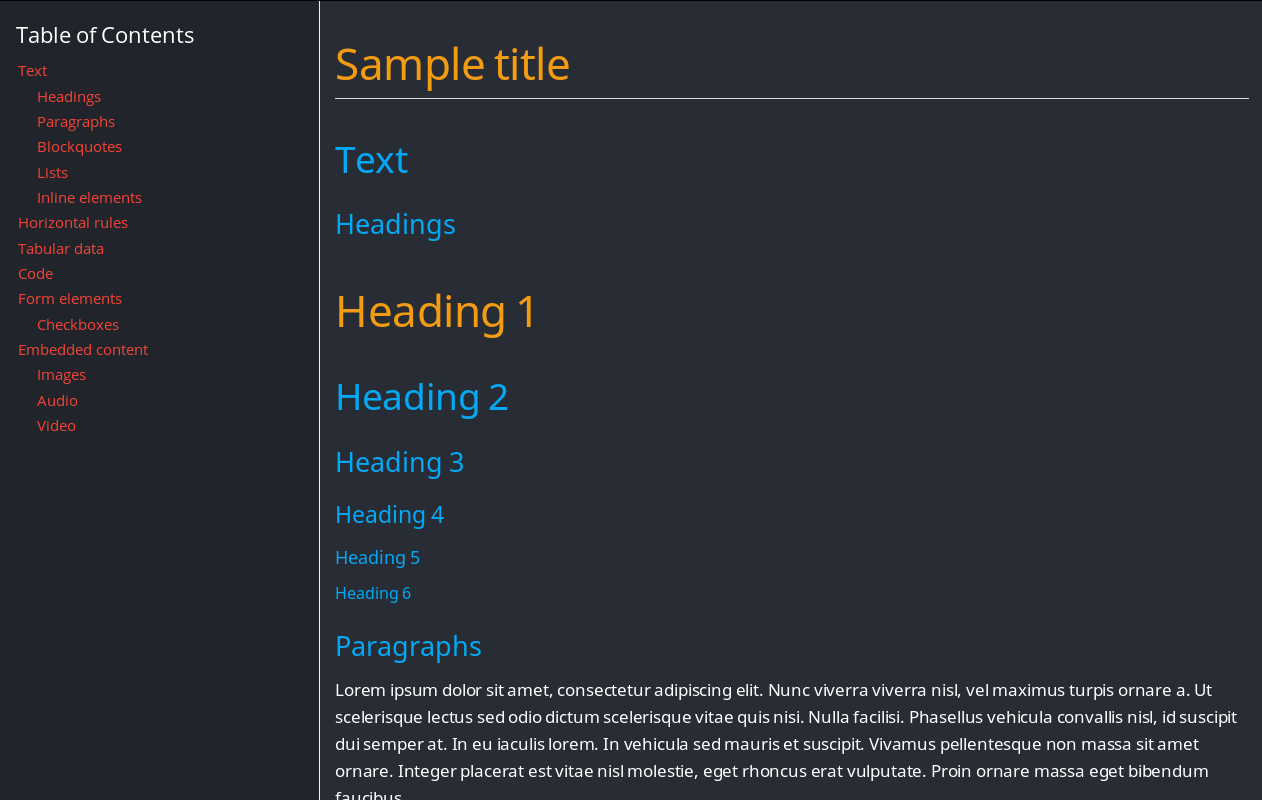 Table of Contents
Text
Headings
Paragraphs
Blockquotes
Lists
Inline elements
Horizontal rules
Tabular data
Code
Form elements
Checkboxes
Embedded content
Images
Audio
Video
Sample title
Text
Headings
Heading 1
Heading 2
Heading 3
Heading 4
Heading 5
Heading 6
Paragraphs
Lorem ipsum dolor sit amet, consectetur adipiscing elit. Nunc viverra viverra nisl, vel maximus turpis ornare a. Ut
scelerisque lectus sed odio dictum scelerisque vitae quis nisi. Nulla facilisi. Phasellus vehicula convallis nisl, id suscipit
dui semper at. In eu iaculis lorem. In vehicula sed mauris et suscipit. Vivamus pellentesque non massa sit amet
ornare. Integer placerat est vitae nisl molestie, eget rhoncus erat vulputate. Proin ornare massa eget bibendum
faucibus.